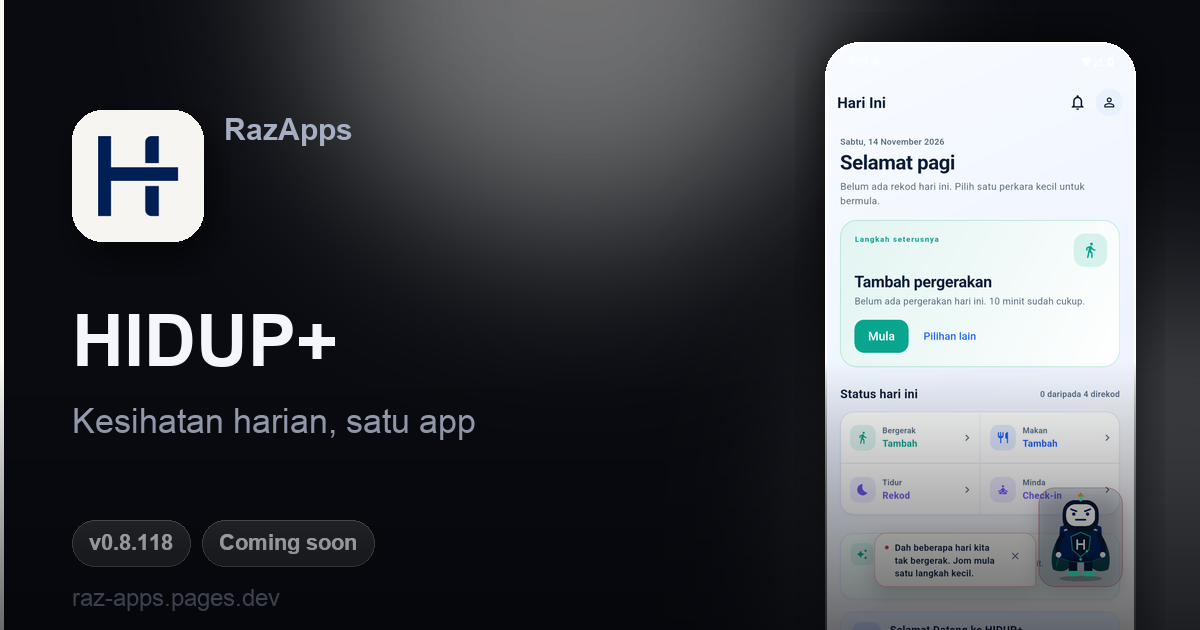 RazApps
HIDUP+
Kesihatan harian, satu app
v0.8.118
Coming soon
raz-apps.pages.dev
Hari Ini
Sabtu, 14 November 2026
Selamat pagi
Belum ada rekod hari ini. Pilih satu perkara kecil untuk
bermula.
Langkah seterusnya
Tambah pergerakan
Belum ada pergerakan hari ini. 10 minit sudah cukup.
Mula
Pilihan lain
Status hari ini
0 daripada 4 direkod
Bergerak
Tambah
Makan
Tambah
Tidur
Rekod
Minda
Check-in
Dah beberapa hari kita
tak bergerak. Jom mula
satu langkah kecil.
H
Selamat Datang ke HIDUP+